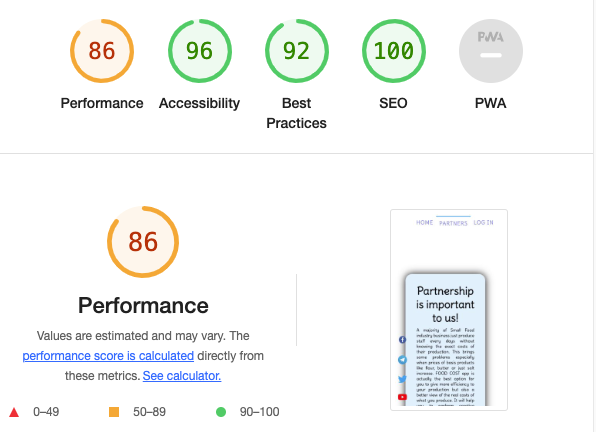 86
96
92
100
PWA
Performance
Accessibility
Best
Practices
SEO
PWA
86
Performance
Values are estimated and may vary. The
performance score is calculated directly from
these metrics. See calculator.
0–49
50–89
90–100
HOME
PARTNERS
LOG IN
Partnership
is important
to us!
A majority of Small Food
industry business just produce
staff every days without
knowing the exact costs of
their production. This brings
some problems especially
when prices of basic products
like flour, butter or just oell
increase. FOOD COST app is
actually the best option for
you to give more efficiency to
your production but also a
better view of the real costs of
what you produce. It will help